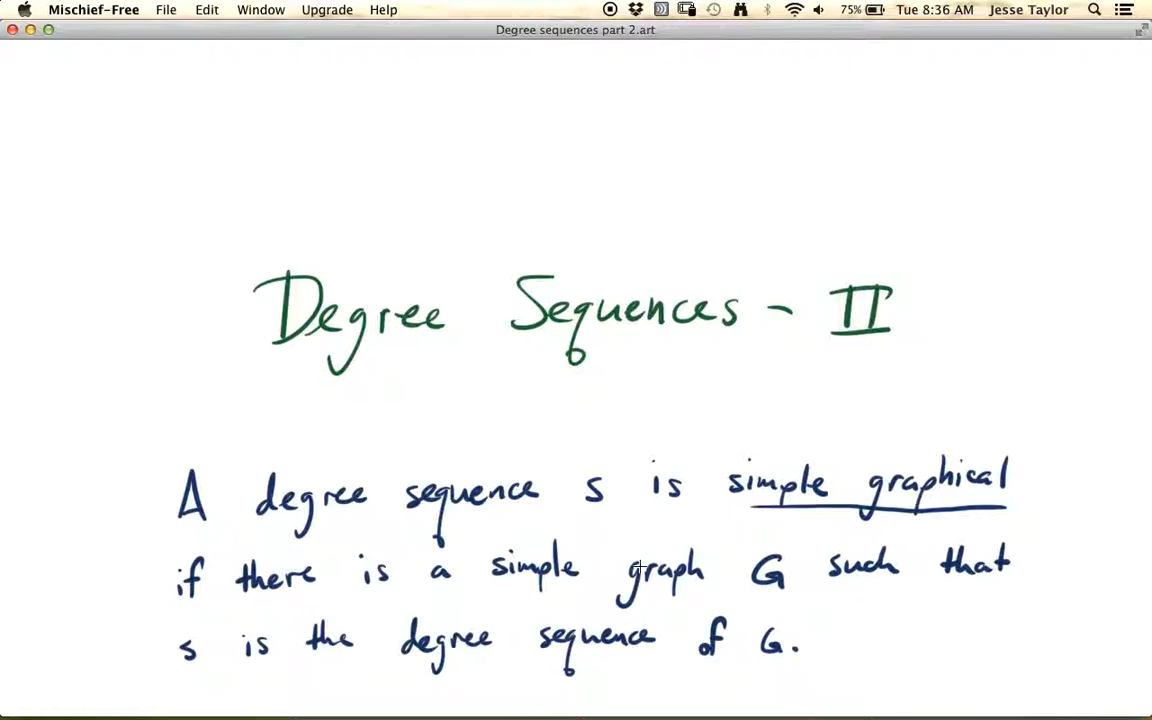 Mischief-Free File Edit Window Upgrade Help 75% Tue 8:36 AM Jesse Taylor
Degree sequences part 2.art
Degree Sequences - II
A degree sequence s is simple graphical
if there is a simple graph G such that
s is the degree sequence of G.